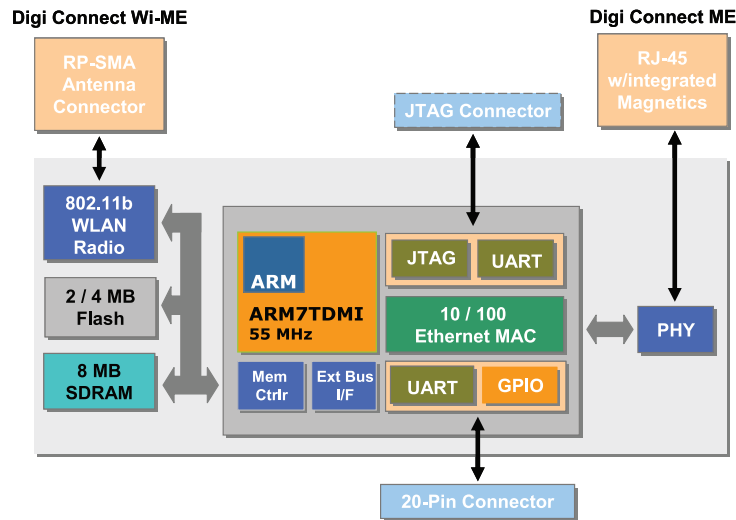 Digi Connect Wi-ME
Digi Connect ME
RP-SMA
Antenna
Connector
JTAG Connector
RJ-45
w/integrated
Magnetics
802.11b
WLAN
Radio
2 / 4 MB
Flash
8 MB
SDRAM
ARM
ARM7TDMI
55 MHz
Mem
Ctrlr
Ext Bus
I/F
JTAG
UART
10 / 100
Ethernet MAC
UART
GPIO
PHY
20-Pin Connector